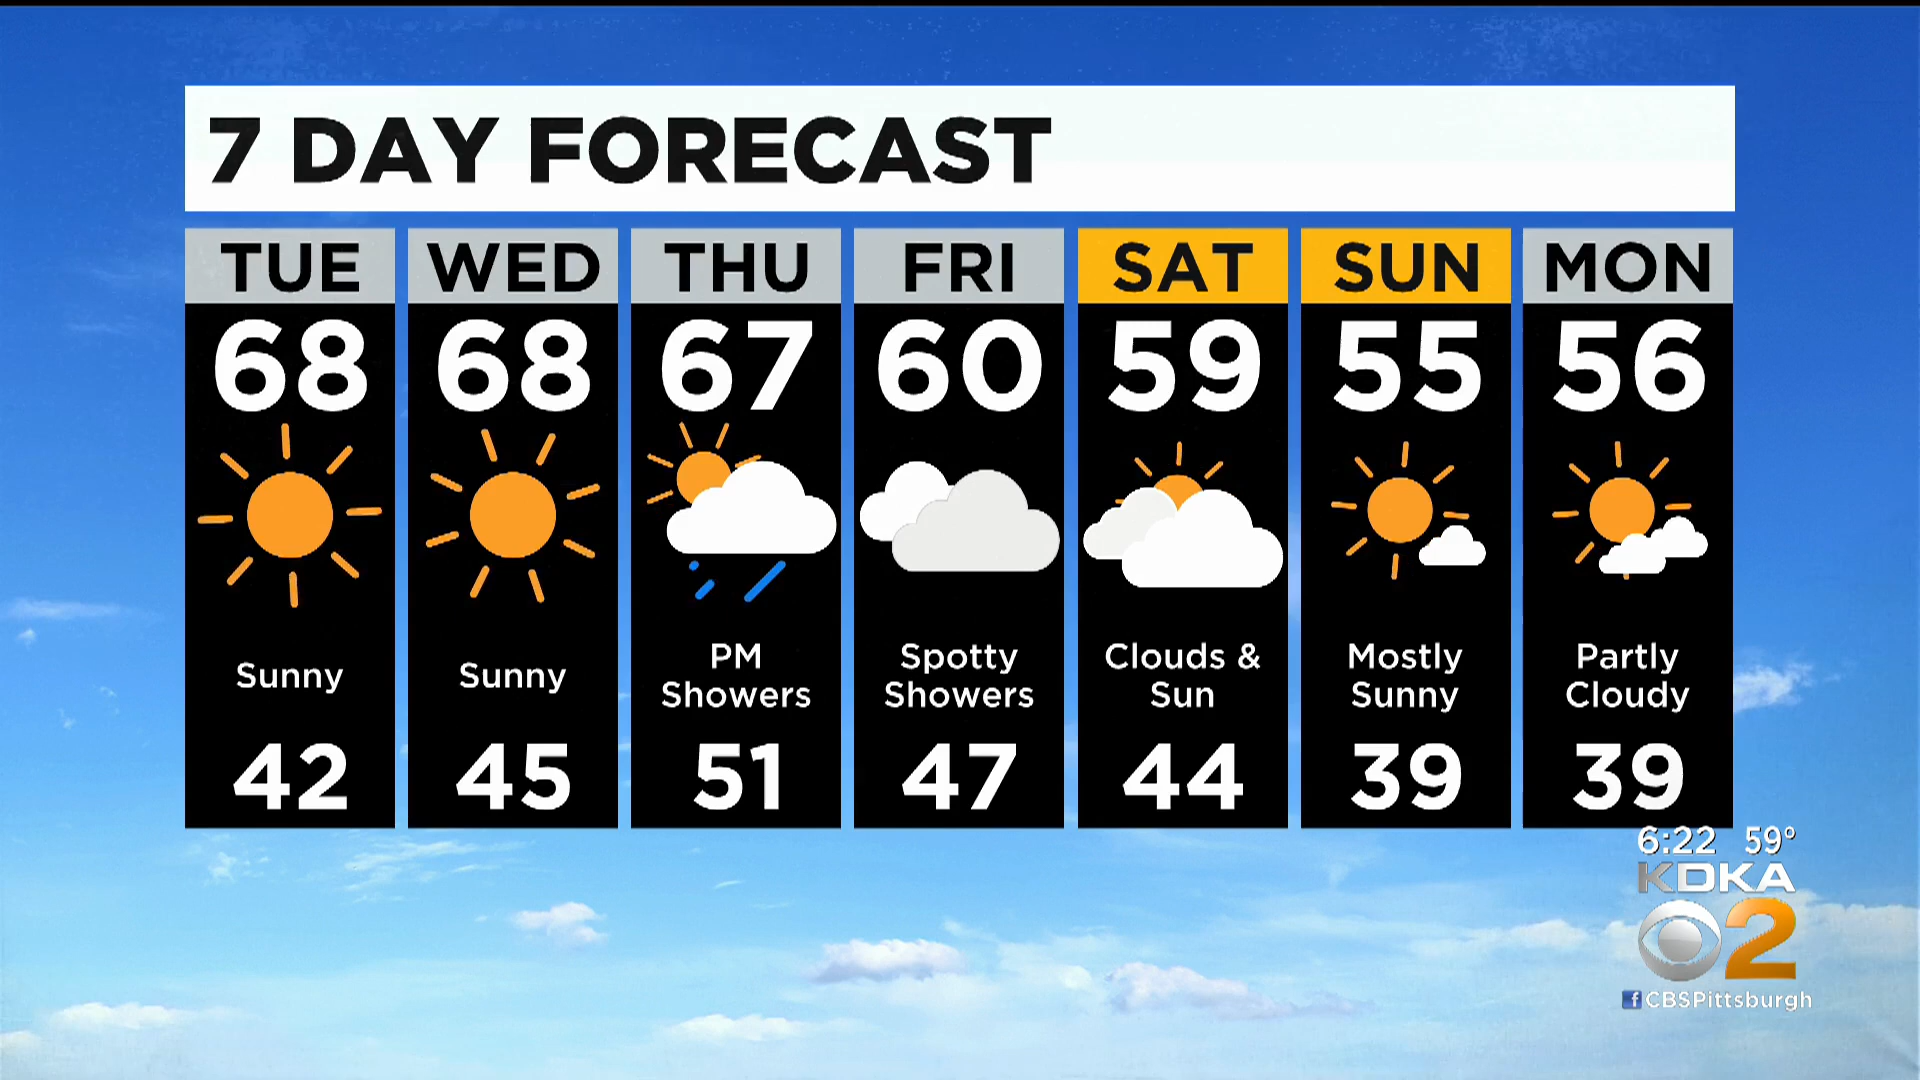 7 DAY FORECAST
TUE WED THU FRI SAT SUN MON
68 68 67 60 59 55 56
Sunny Sunny PM Showers Spotty Showers Clouds & Sun Mostly Sunny Partly Cloudy
42 45 51 47 44 39 39
6:22 59°
KDKA
2
f CBSPittsburgh